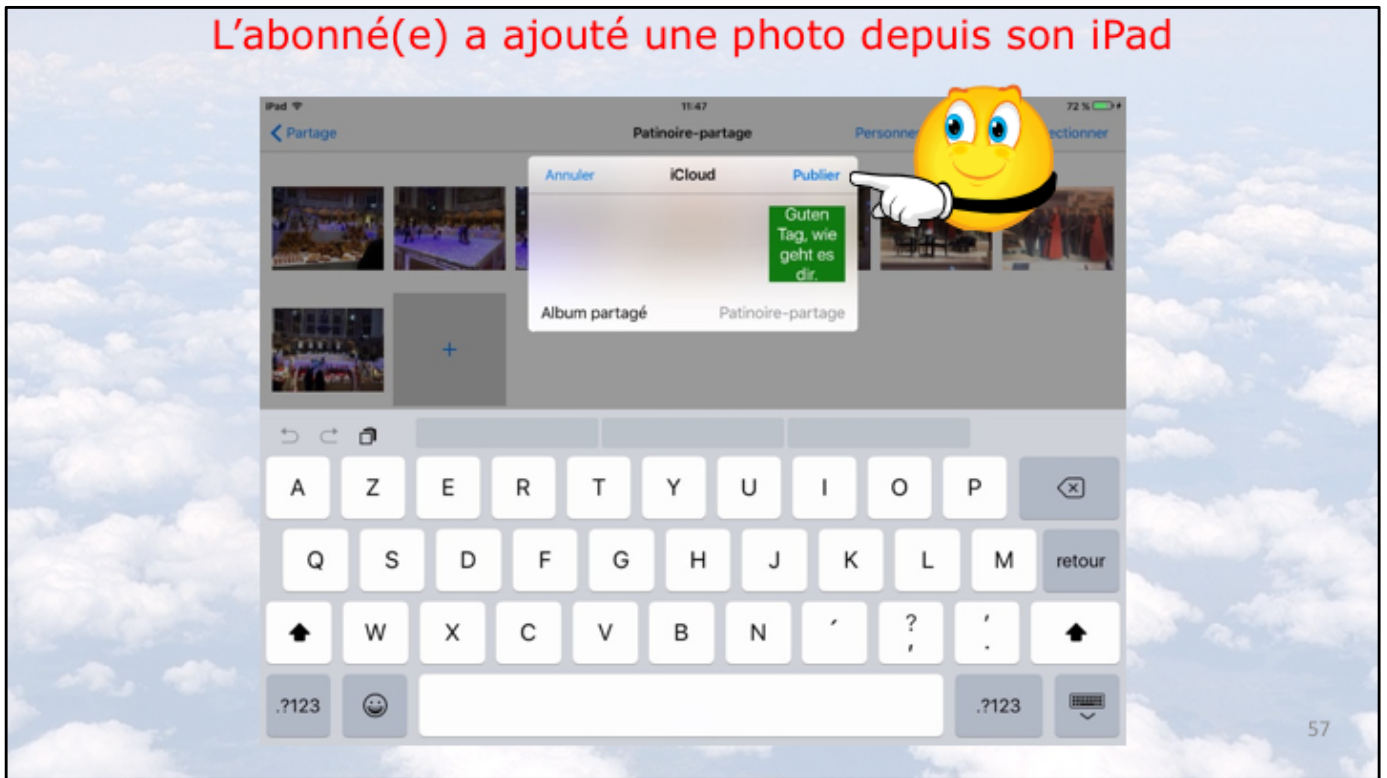 L’abonné(e) a ajouté une photo depuis son iPad
iPad 11:47 72 %
Partage Patinoire-partage
Annuler iCloud Publier
Guten
Tag, wie
geht es
dir.
Album partagé Patinoire-partage
+
A Z E R T Y U I O P
Q S D F G H J K L M retour
W X C V B N ´ ? , ' .
.?123 .?123
57